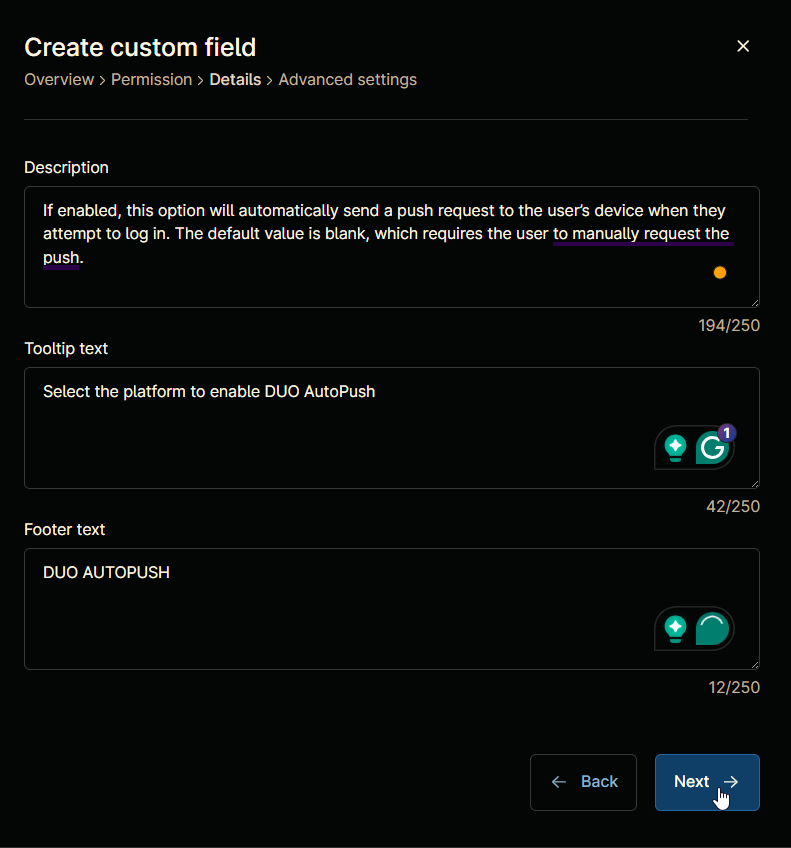 Create custom field
Overview > Permission > Details > Advanced settings
Description
If enabled, this option will automatically send a push request to the user’s device when they
attempt to log in. The default value is blank, which requires the user to manually request the
push.
194/250
Tooltip text
Select the platform to enable DUO AutoPush
1
42/250
Footer text
DUO AUTOPUSH
12/250
Back
Next